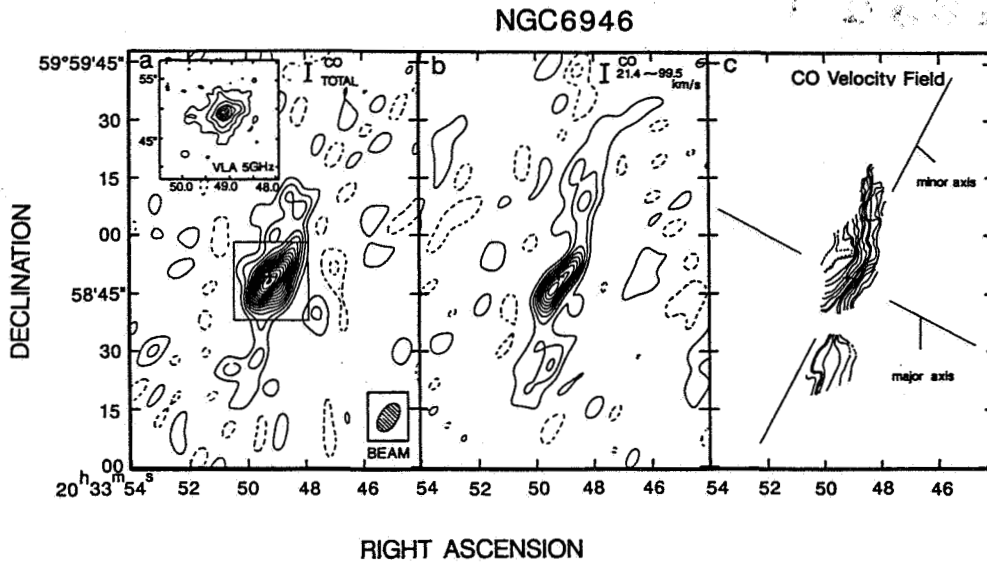 NGC6946
DECLINATION
59°59'45"
30
15
00
58'45"
30
15
00
a
I CO TOTAL
55"
45"
VLA 5GHz
50.0 49.0 48.0
BEAM
b
I CO 21.4 ~99.5 km/s
c
CO Velocity Field
minor axis
major axis
20h33m 54s 52 50 48 46
54 52 50 48 46
54 52 50 48 46
RIGHT ASCENSION